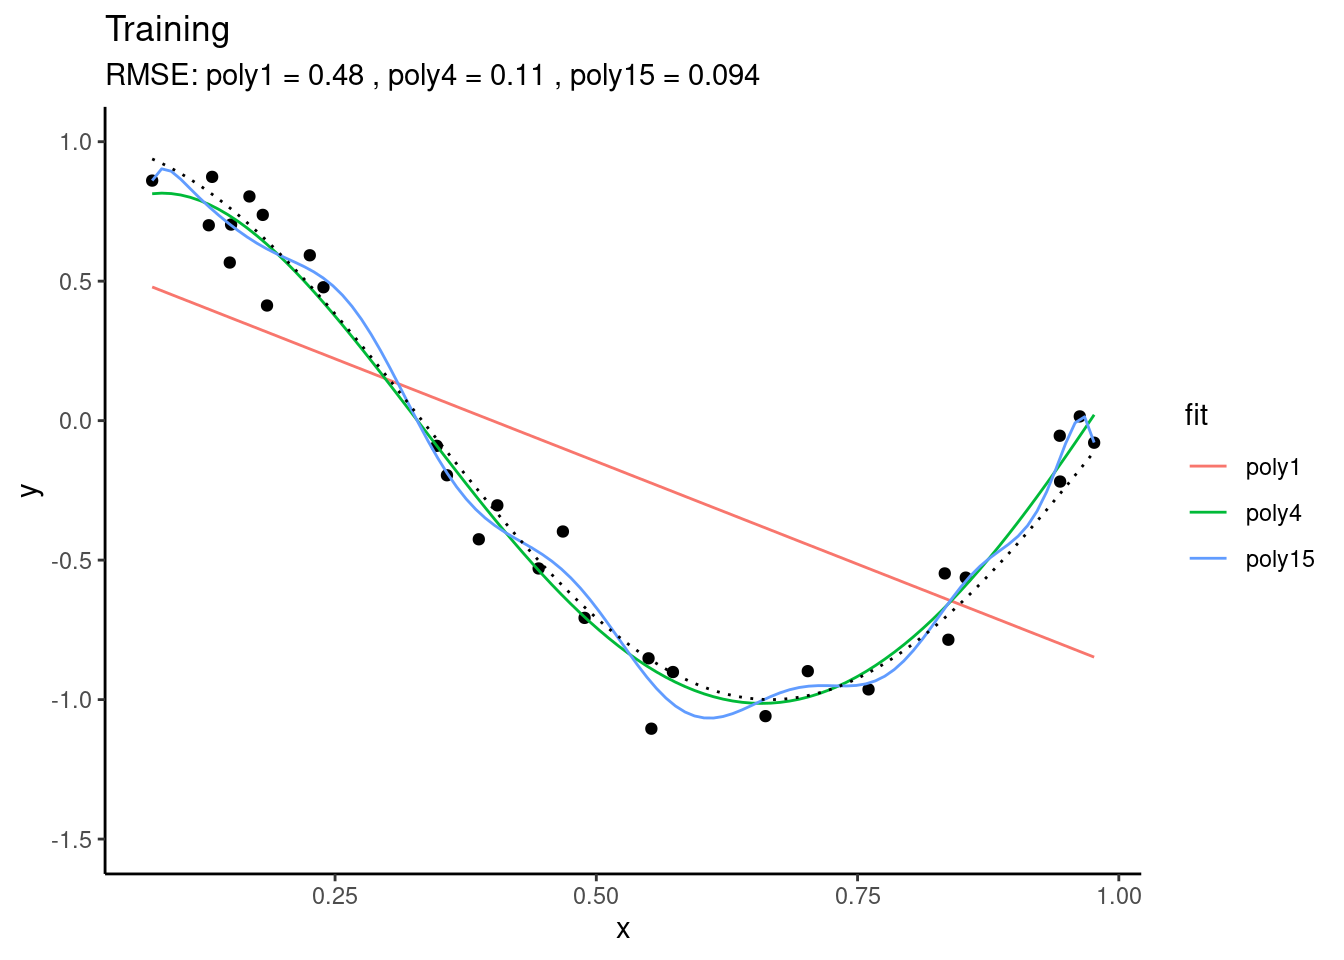 Training
RMSE: poly1 = 0.48 , poly4 = 0.11 , poly15 = 0.094
1.0
0.5
0.0
-0.5
-1.0
-1.5
y
0.25 0.50 0.75 1.00
x
fit
poly1
poly4
poly15